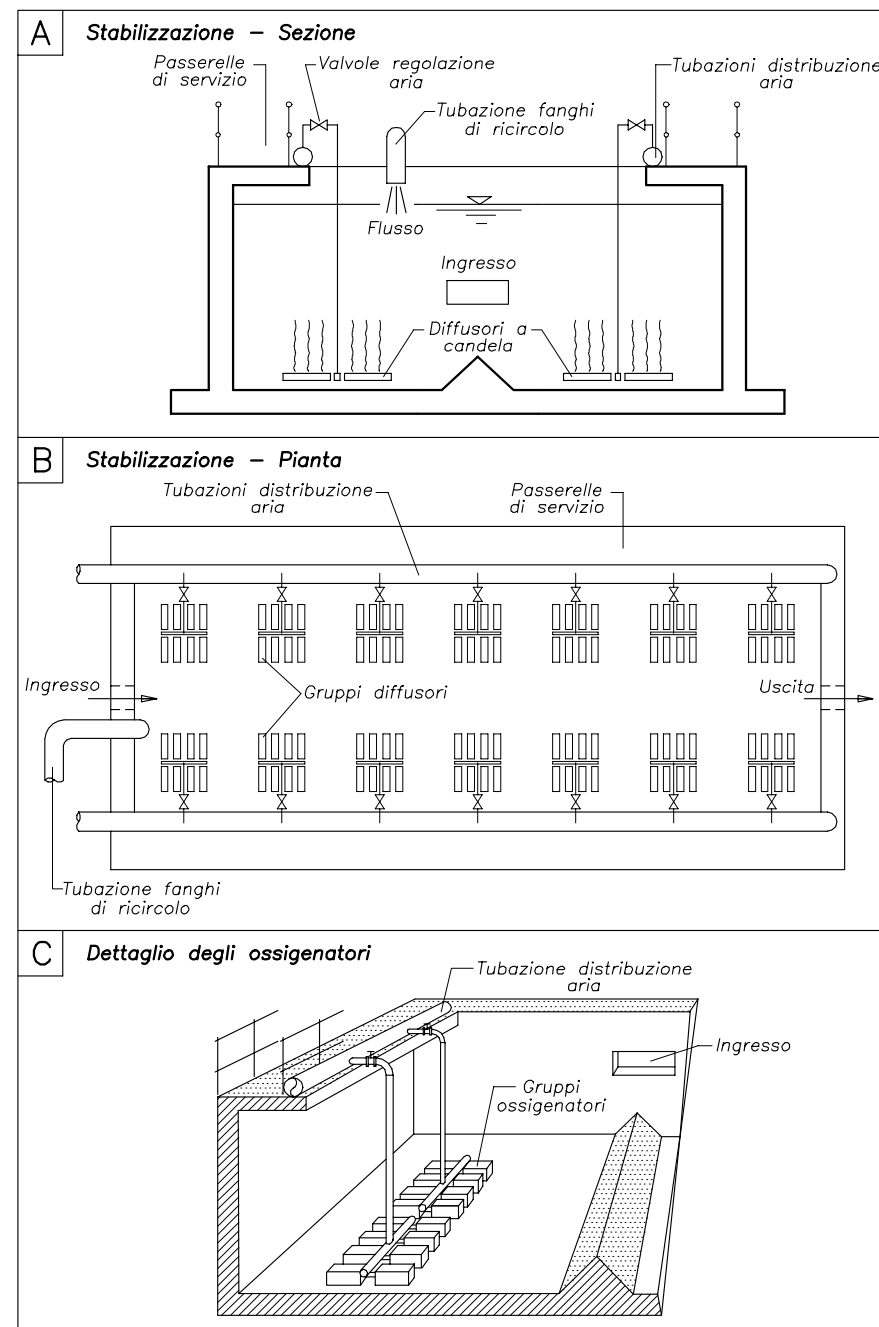 A
Stabilizzazione – Sezione
Passerelle
di servizio
Valvole regolazione
aria
Tubazioni distribuzione
aria
Tubazione fanghi
di ricircolo
Flusso
Ingresso
Diffusori a
candela
B
Stabilizzazione – Pianta
Tubazioni distribuzione
aria
Passerelle
di servizio
Ingresso
Gruppi diffusori
Uscita
Tubazione fanghi
di ricircolo
C
Dettaglio degli ossigenatori
Tubazione distribuzione
aria
Ingresso
Gruppi
ossigenatori